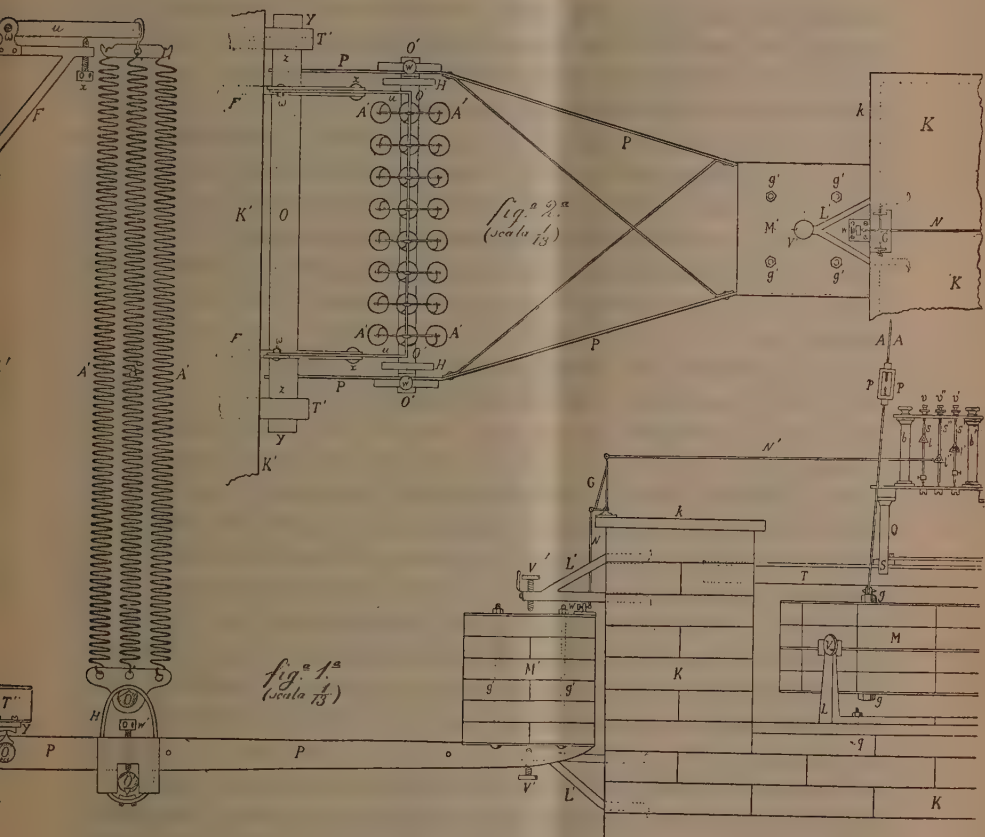 Y
T'
u
w
z
P
O'
w
H
x
F
F
w
x
u
O'
A'
A'
k
K
P
fig.ª 2.ª
(scala 1/13)
K'
O
g'
g'
L'
M'
V
N
G
g'
g'
K
F
w
x
u
A'
A'
O'
H
P
P
z
T'
w
O'
Y
K'
A'
A'
A'
A A
P P
v v'' v'
b
s
s''
s'
b'
N'
G
k
N
Q
V'
L'
S
T
g
w
M
M'
K
g'
g'
V
fig.ª 1.ª
(scala 1/13)
T''
y
H
w'
O
L
g
q
P
P
O'
V'
L'
K